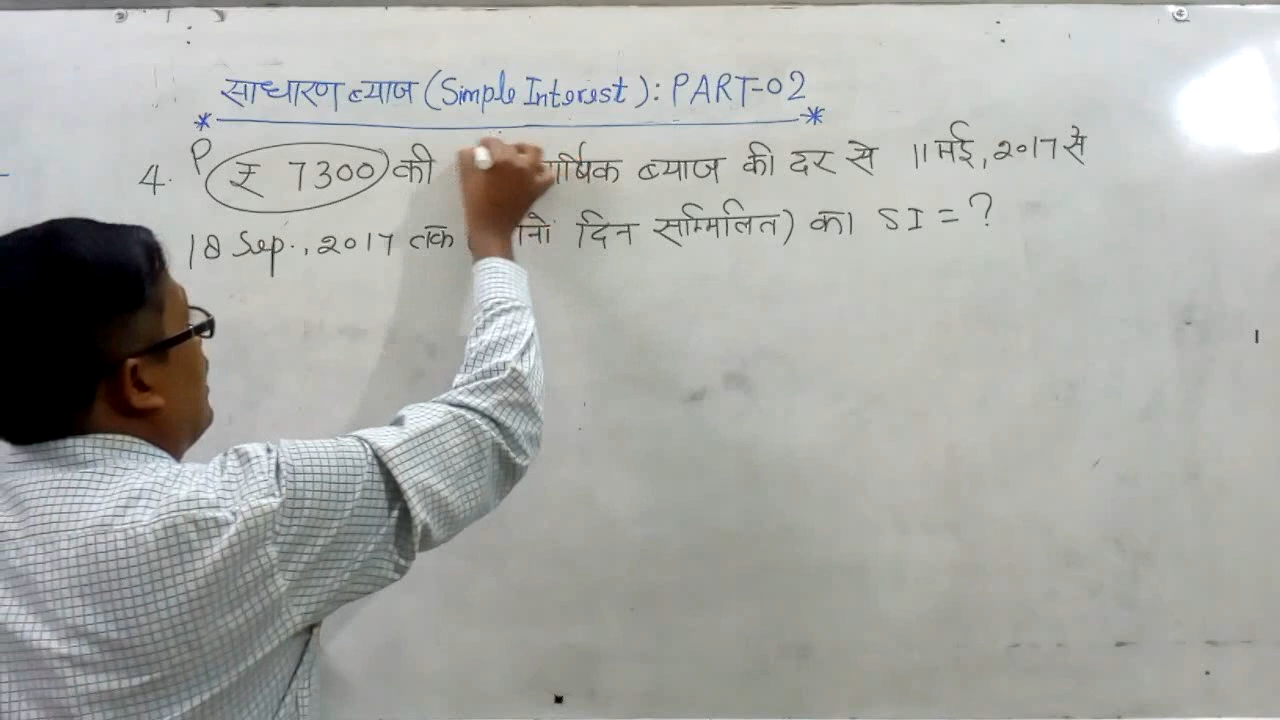 साधारण ब्याज (Simple Interest): PART-02
P
4. ₹ 7300 की ब्याज की दर से 11 मई, 2017 से
18 Sep., 2017 तक दिन सम्मिलित) का SI = ?